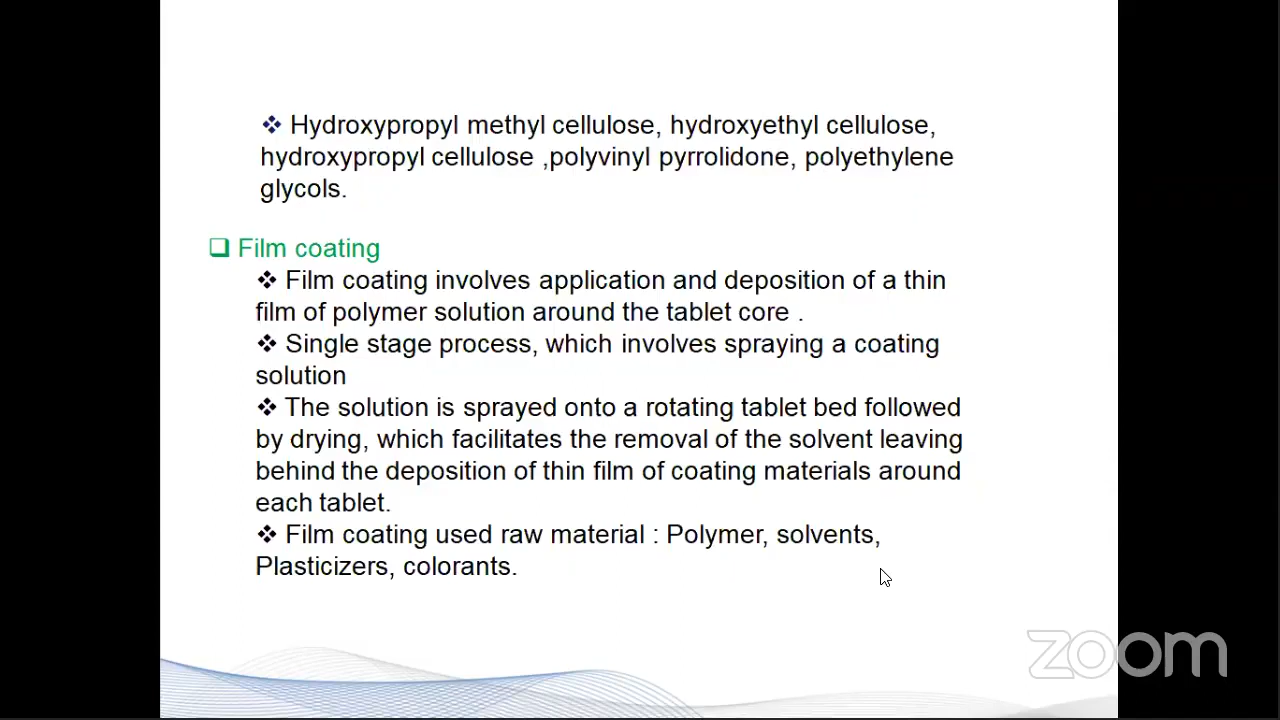 ❖ Hydroxypropyl methyl cellulose, hydroxyethyl cellulose,
hydroxypropyl cellulose ,polyvinyl pyrrolidone, polyethylene
glycols.
❑ Film coating
❖ Film coating involves application and deposition of a thin
film of polymer solution around the tablet core .
❖ Single stage process, which involves spraying a coating
solution
❖ The solution is sprayed onto a rotating tablet bed followed
by drying, which facilitates the removal of the solvent leaving
behind the deposition of thin film of coating materials around
each tablet.
❖ Film coating used raw material : Polymer, solvents,
Plasticizers, colorants.
zoom